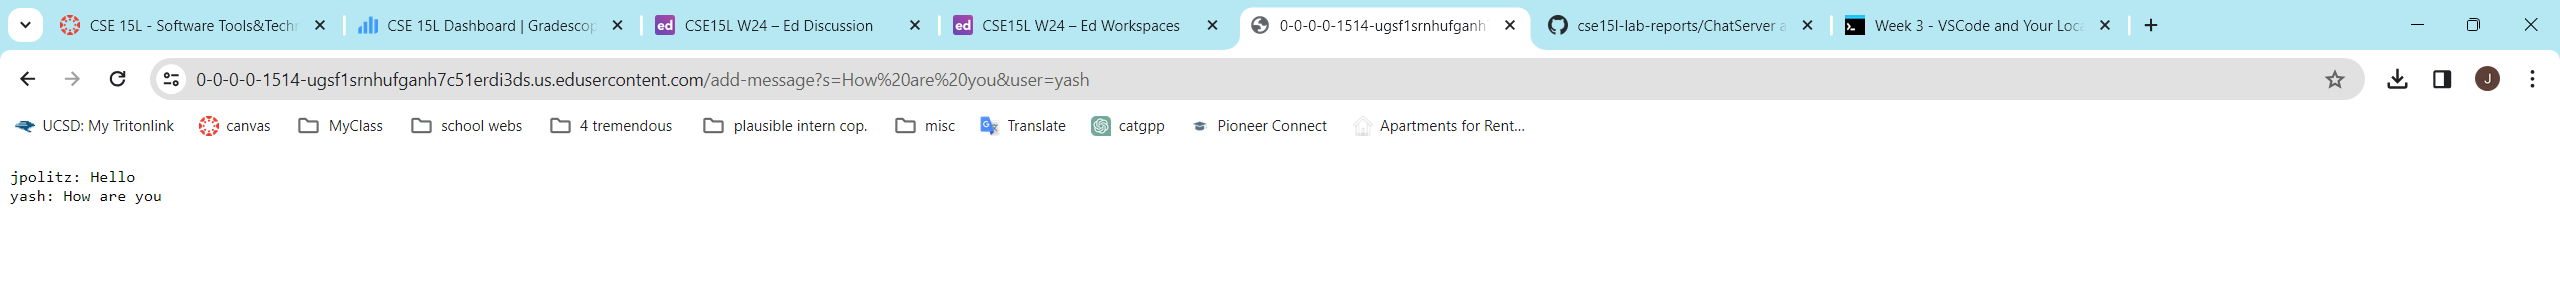 CSE 15L - Software Tools&Techn
CSE 15L Dashboard | Gradescop
CSE15L W24 – Ed Discussion
CSE15L W24 – Ed Workspaces
0-0-0-0-1514-ugsf1srnhufganh
cse15l-lab-reports/ChatServer a
Week 3 - VSCode and Your Loca
0-0-0-0-1514-ugsf1srnhufganh7c51erdi3ds.us.edusercontent.com/add-message?s=How%20are%20you&user=yash
J
UCSD: My Tritonlink
canvas
MyClass
school webs
4 tremendous
plausible intern cop.
misc
Translate
catgpp
Pioneer Connect
Apartments for Rent...
jpolitz: Hello
yash: How are you